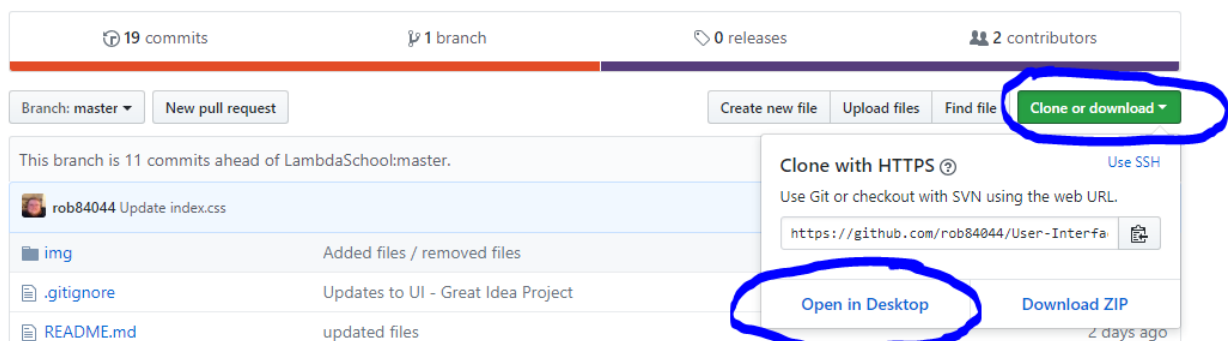 19 commits
1 branch
0 releases
2 contributors
Branch: master
New pull request
Create new file
Upload files
Find file
Clone or download
This branch is 11 commits ahead of LambdaSchool:master.
Clone with HTTPS
Use SSH
Use Git or checkout with SVN using the web URL.
https://github.com/rob84044/User-Interfa
Open in Desktop
Download ZIP
rob84044 Update index.css
img
Added files / removed files
.gitignore
Updates to UI - Great Idea Project
README.md
updated files
2 days ago